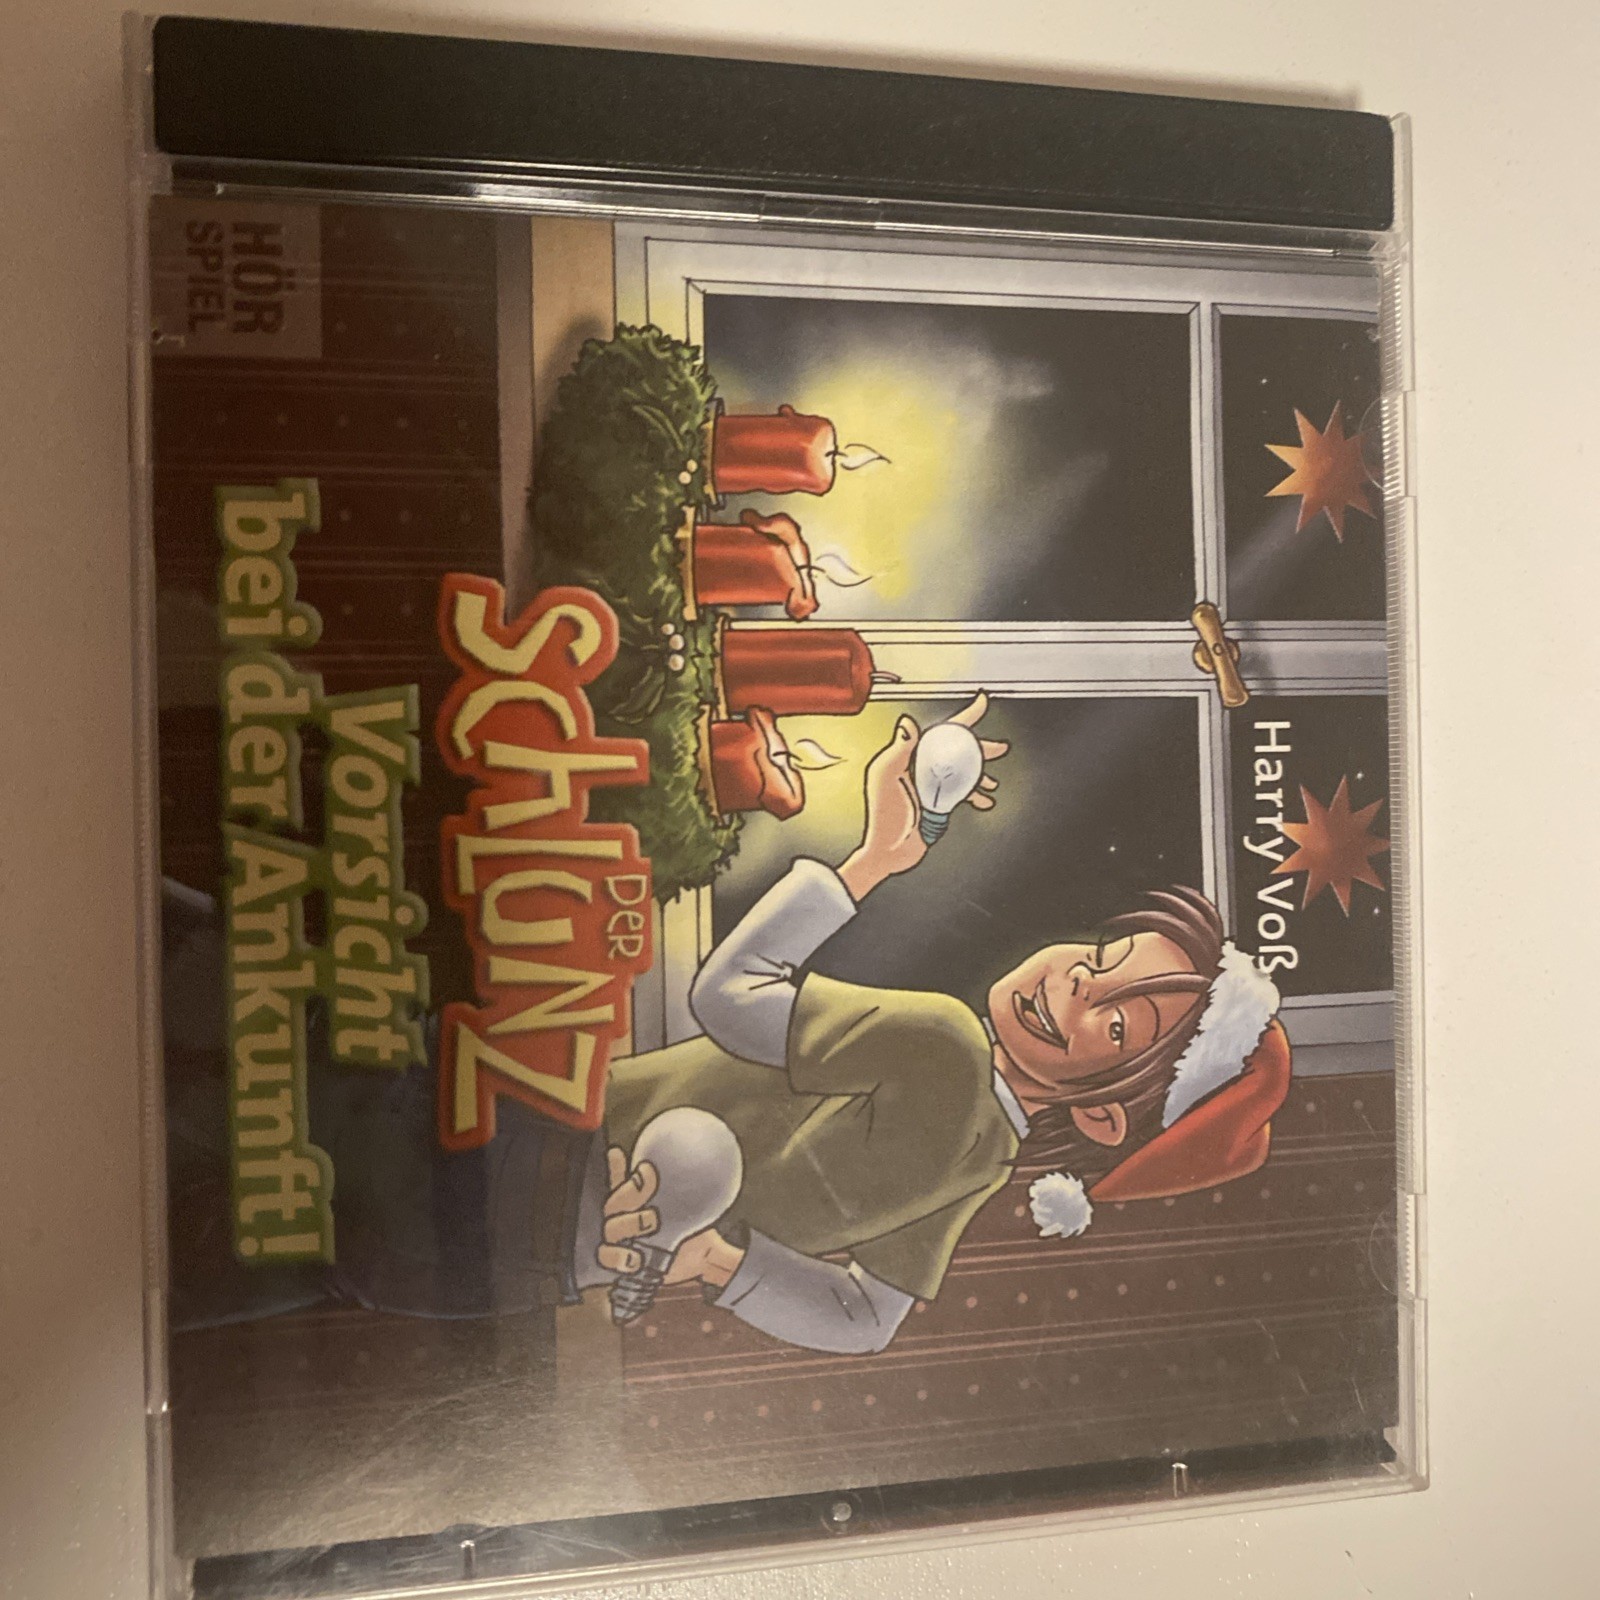 Harry Voß
DER
SCHLUNZ
Vorsicht
bei der Ankunft!
HÖR
SPIEL